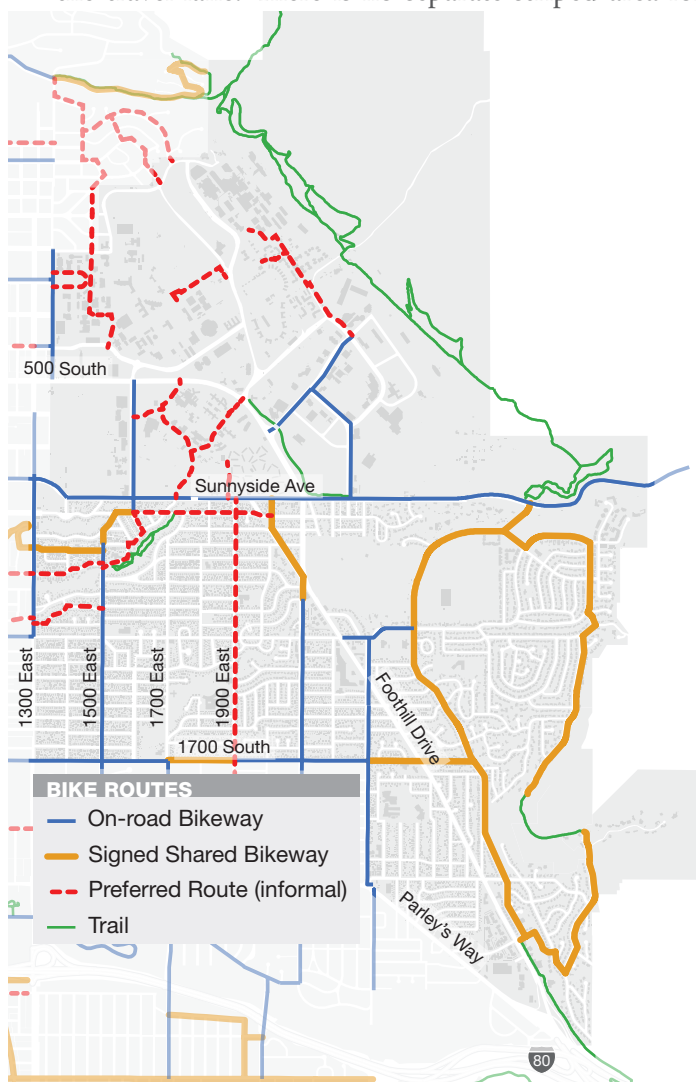 500 South
Sunnyside Ave
1300 East
1500 East
1700 East
1900 East
Foothill Drive
1700 South
BIKE ROUTES
On-road Bikeway
Signed Shared Bikeway
Preferred Route (informal)
Trail
Parley's Way
80